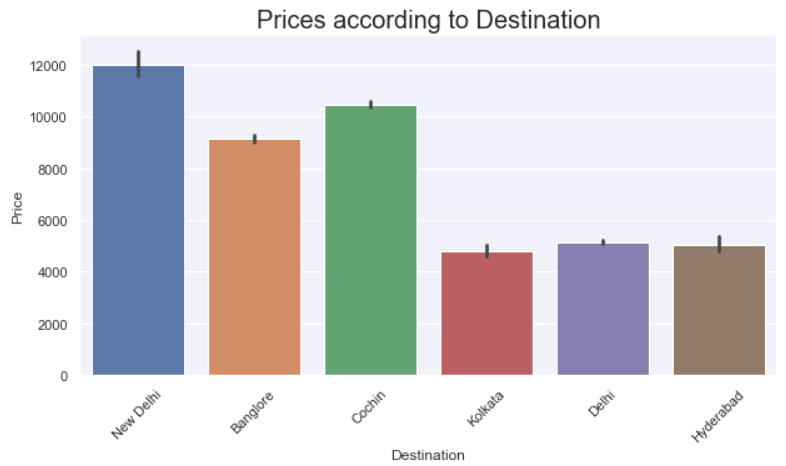 Prices according to Destination
12000
10000
8000
6000
4000
2000
0
Price
New Delhi
Banglore
Cochin
Kolkata
Delhi
Hyderabad
Destination